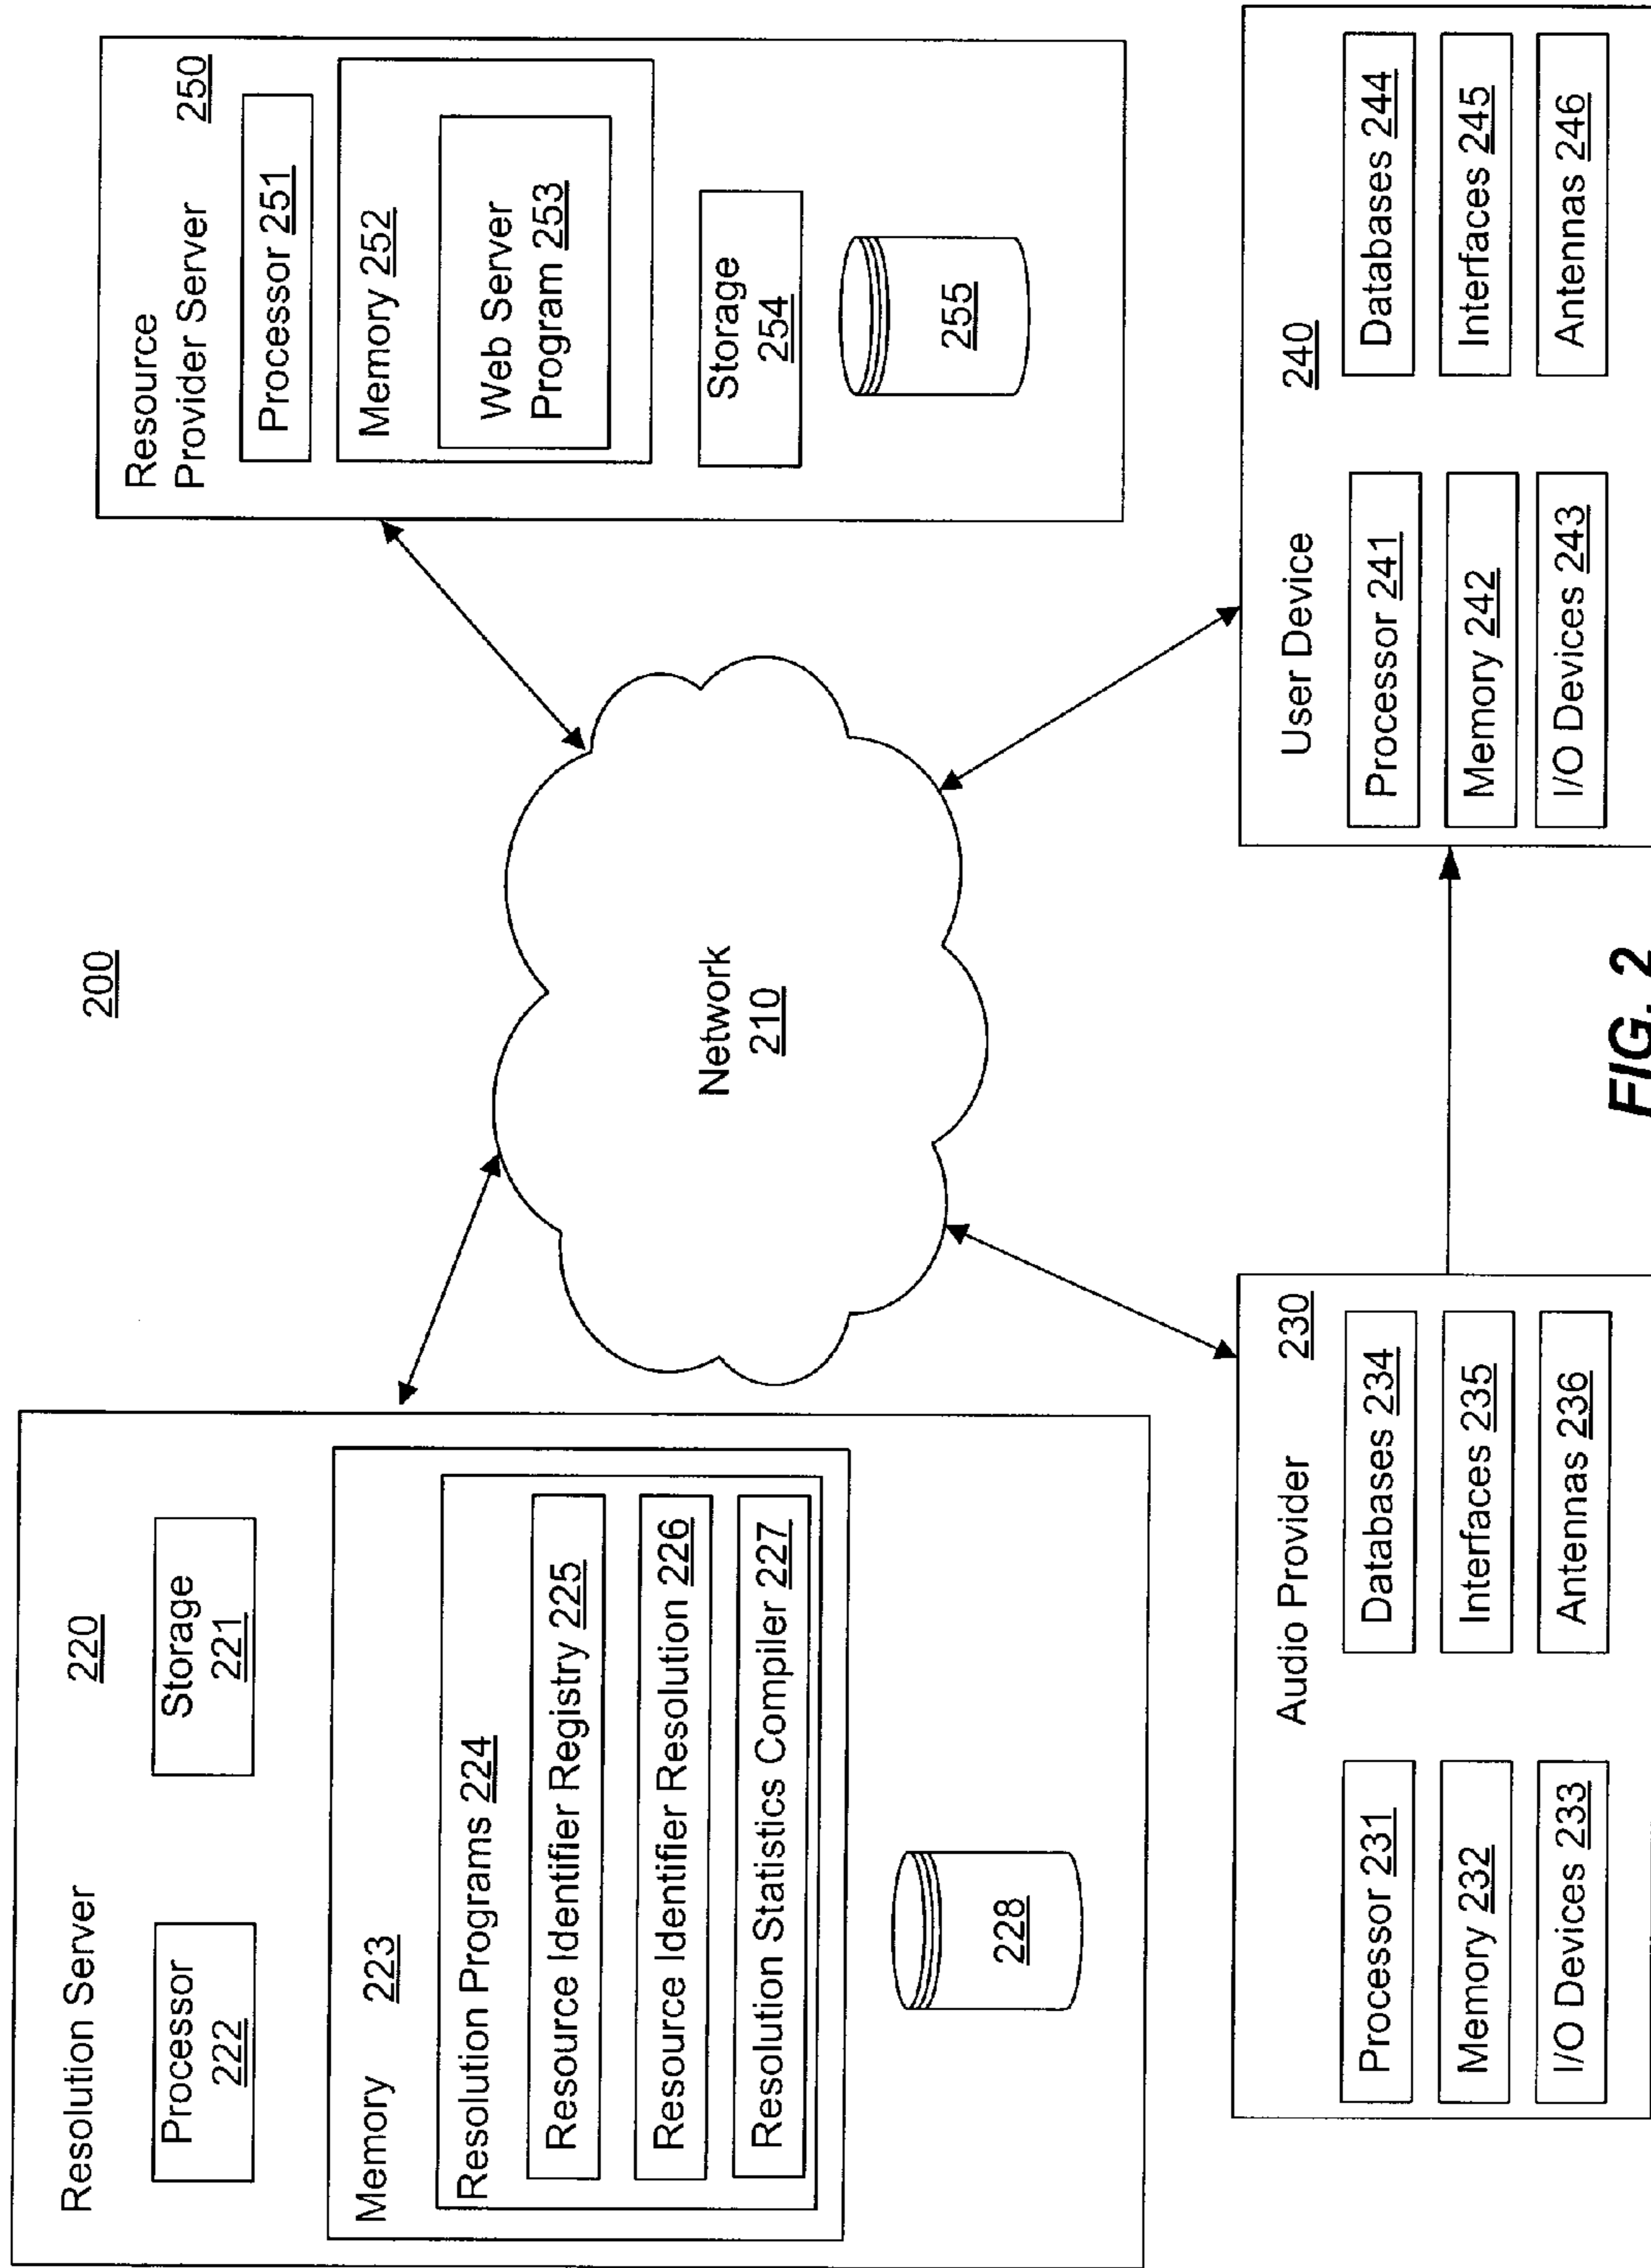 200
Resolution Server 220
Processor
222
Storage
221
Memory 223
Resolution Programs 224
Resource Identifier Registry 225
Resource Identifier Resolution 226
Resolution Statistics Compiler 227
228
Network
210
Resource
Provider Server 250
Processor 251
Memory 252
Web Server
Program 253
Storage
254
255
Audio Provider 230
Processor 231
Memory 232
I/O Devices 233
Databases 234
Interfaces 235
Antennas 236
User Device 240
Processor 241
Memory 242
I/O Devices 243
Databases 244
Interfaces 245
Antennas 246
FIG. 2